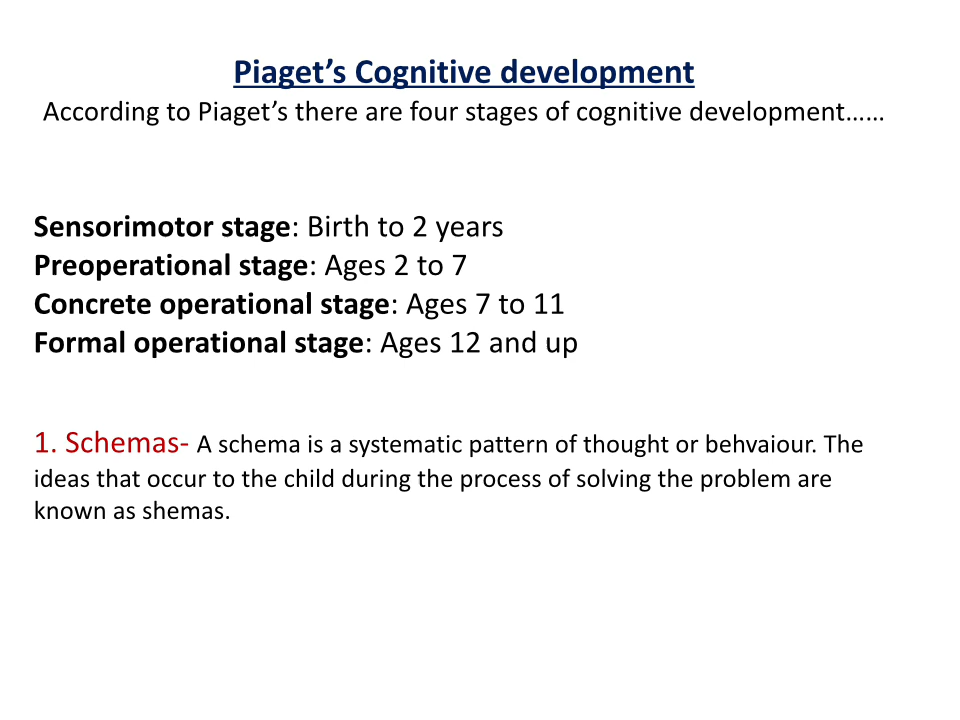 Piaget’s Cognitive development
According to Piaget’s there are four stages of cognitive development……
Sensorimotor stage: Birth to 2 years
Preoperational stage: Ages 2 to 7
Concrete operational stage: Ages 7 to 11
Formal operational stage: Ages 12 and up
1. Schemas- A schema is a systematic pattern of thought or behvaiour. The
ideas that occur to the child during the process of solving the problem are
known as shemas.